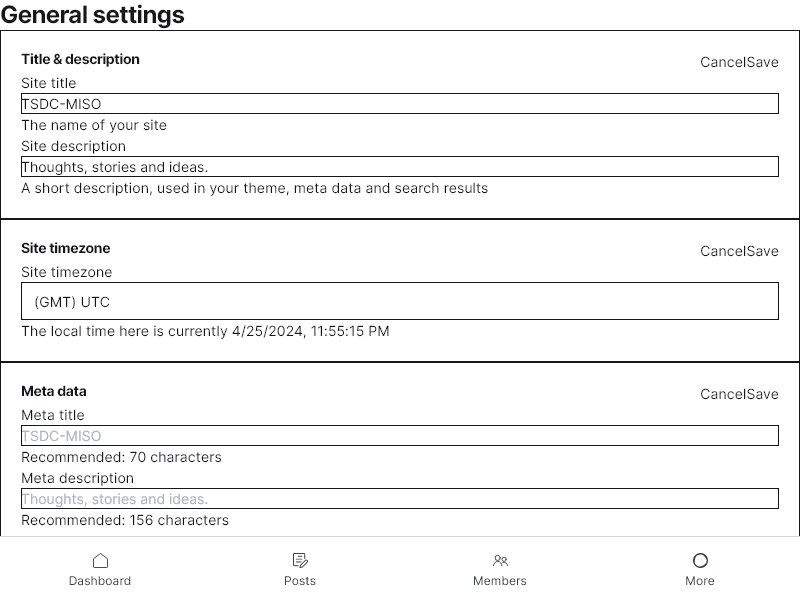 General settings
Title & description
CancelSave
Site title
TSDC-MISO
The name of your site
Site description
Thoughts, stories and ideas.
A short description, used in your theme, meta data and search results
Site timezone
CancelSave
Site timezone
(GMT) UTC
The local time here is currently 4/25/2024, 11:55:15 PM
Meta data
CancelSave
Meta title
TSDC-MISO
Recommended: 70 characters
Meta description
Thoughts, stories and ideas.
Recommended: 156 characters
Dashboard
Posts
Members
More